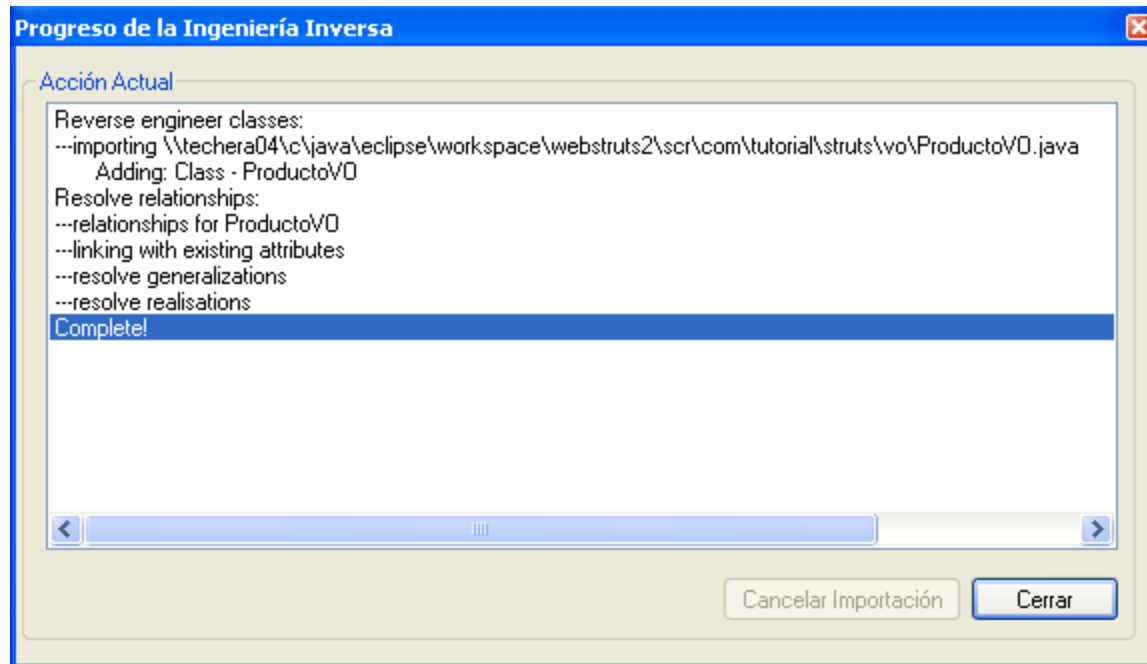 Progreso de la Ingeniería Inversa
Acción Actual
Reverse engineer classes:
---importing \\techera04\c\java\eclipse\workspace\webstruts2\scr\com\tutorial\struts\vo\ProductoVO.java
Adding: Class - ProductoVO
Resolve relationships:
---relationships for ProductoVO
---linking with existing attributes
---resolve generalizations
---resolve realisations
Complete!
Cancelar Importación
Cerrar